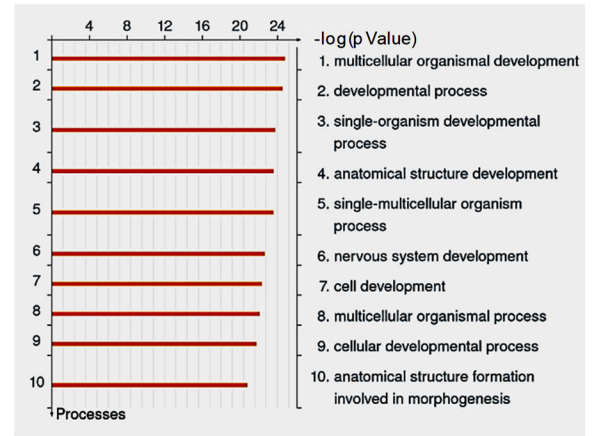 4 8 12 16 20 24
-log(p Value)
1 1. multicellular organismal development
2 2. developmental process
3 3. single-organism developmental
process
4 4. anatomical structure development
5 5. single-multicellular organism
process
6 6. nervous system development
7 7. cell development
8 8. multicellular organismal process
9 9. cellular developmental process
10 10. anatomical structure formation
involved in morphogenesis
Processes